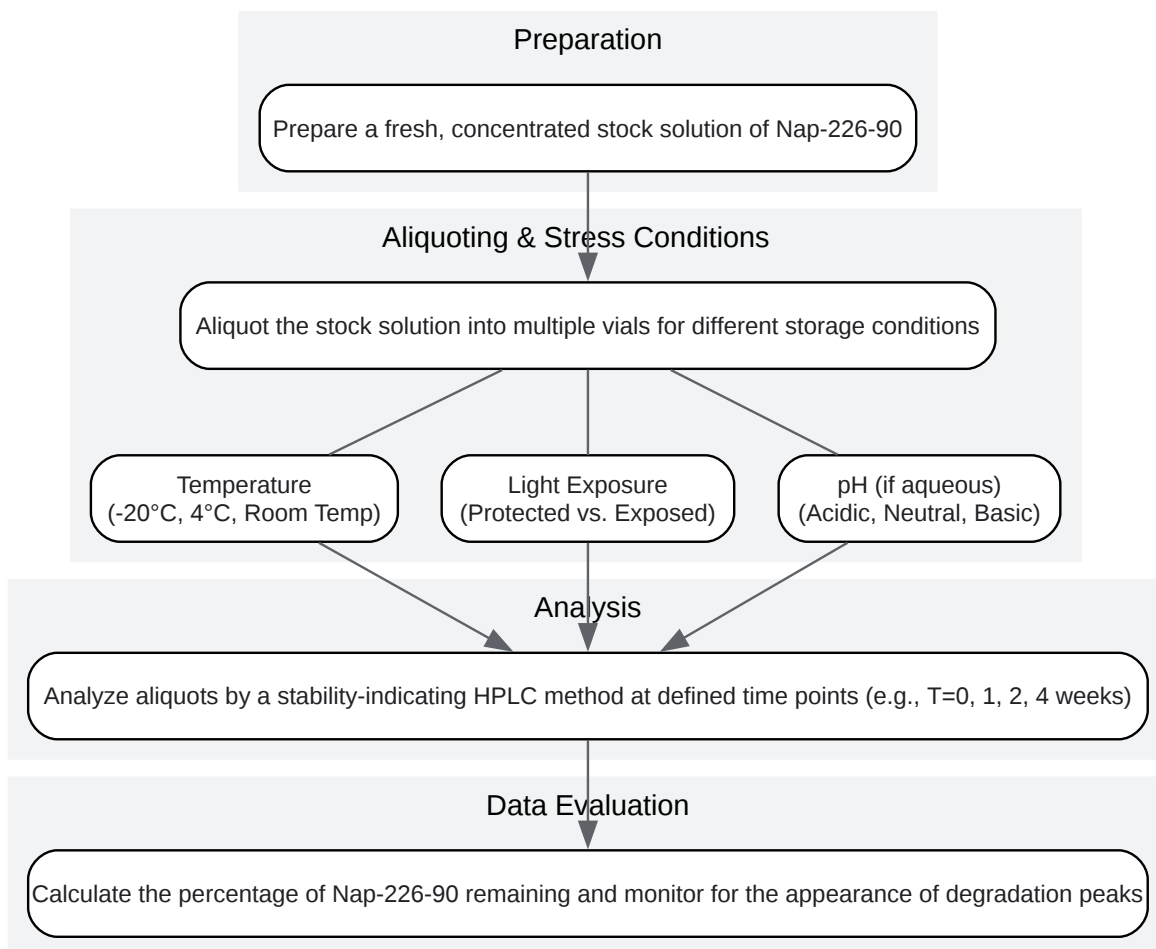 Preparation
Prepare a fresh, concentrated stock solution of Nap-226-90
Aliquoting & Stress Conditions
Aliquot the stock solution into multiple vials for different storage conditions
Temperature
(-20°C, 4°C, Room Temp)
Light Exposure
(Protected vs. Exposed)
pH (if aqueous)
(Acidic, Neutral, Basic)
Analysis
Analyze aliquots by a stability-indicating HPLC method at defined time points (e.g., T=0, 1, 2, 4 weeks)
Data Evaluation
Calculate the percentage of Nap-226-90 remaining and monitor for the appearance of degradation peaks